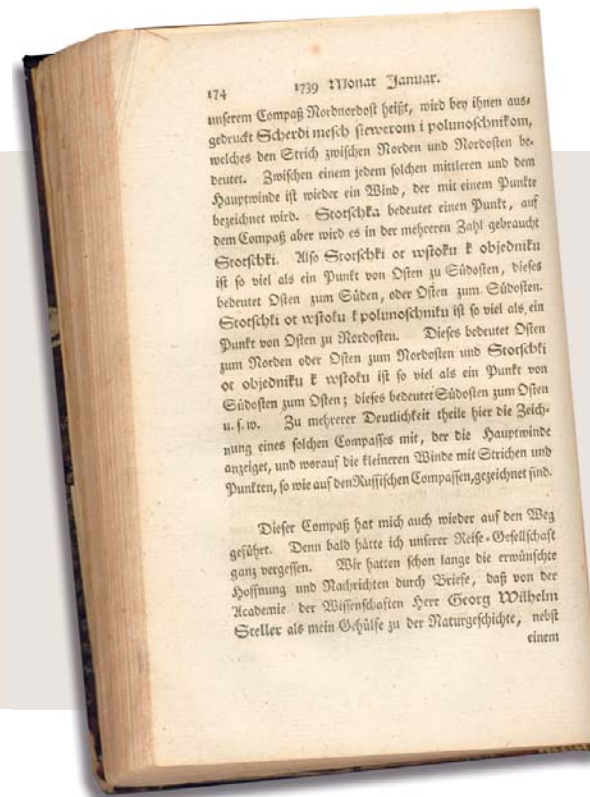 174 1739 Monat Januar.
unserem Compaß Nordnordost heißt, wird bey ihnen aus-
gedruckt Scherdi mesch siewerom i polunoschnikom,
welches den Strich zwischen Norden und Nordosten be-
deutet. Zwischen einem jedem solchen mittleren und dem
Hauptwinde ist wieder ein Wind, der mit einem Punkte
bezeichnet wird. Stotschka bedeutet einen Punkt, auf
dem Compaß aber wird es in der mehreren Zahl gebraucht
Stotschki. Also Stotschki ot wstoku k objedniku
ist so viel als ein Punkt von Osten zu Südosten, dieses
bedeutet Osten zum Süden, oder Osten zum Südosten.
Stotschki ot wstoku k polunoschniku ist so viel als ein
Punkt von Osten zu Nordosten. Dieses bedeutet Osten
zum Norden oder Osten zum Nordosten und Stotschki
ot objedniku k wstoku ist so viel als ein Punkt von
Südosten zum Osten; dieses bedeutet Südosten zum Osten
u. s. w. Zu mehrerer Deutlichkeit theile hier die Zeich-
nung eines solchen Compasses mit, der die Hauptwinde
anzeiget, und worauf die kleineren Winde mit Strichen und
Punkten, so wie auf den Russischen Compassen, gezeichnet sind.
Dieser Compaß hat mich auch wieder auf den Weg
geführt. Denn bald hätte ich unserer Reise-Gesellschaft
ganz vergessen. Wir hatten schon lange die erwünschte
Hoffnung und Nachrichten durch Briefe, daß von der
Academie der Wissenschaften Herr Georg Wilhelm
Steller als mein Gehülfe zu der Naturgeschichte, nebst
einem